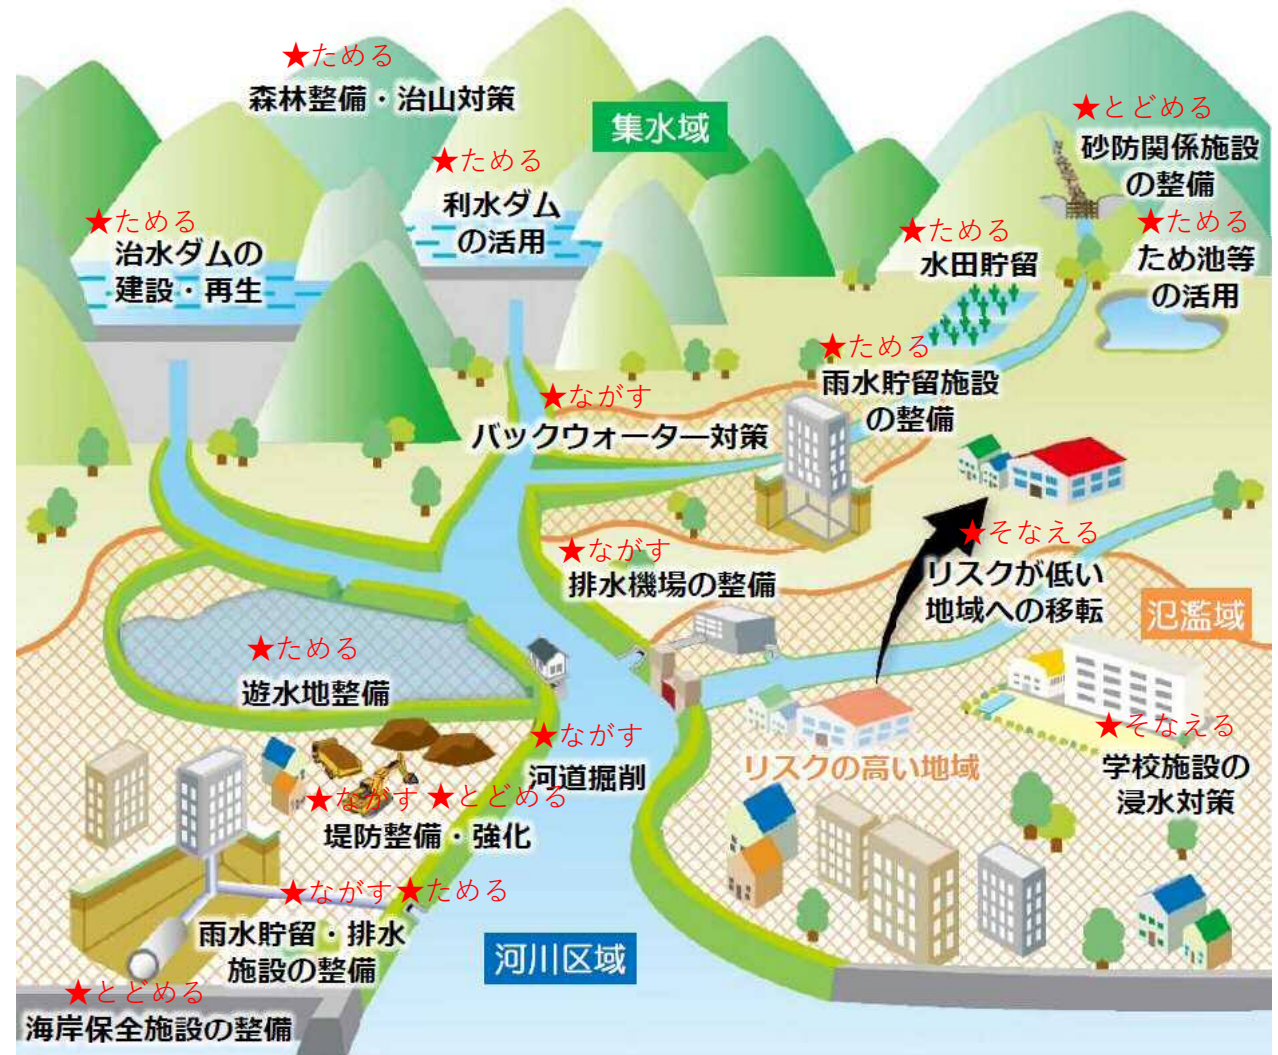 ★ためる
森林整備・治山対策
集水域
★とどめる
砂防関係施設
の整備
★ためる
利水ダム
の活用
★ためる
治水ダムの
建設・再生
★ためる
水田貯留
★ためる
ため池等
の活用
★ためる
雨水貯留施設
の整備
★ながす
バックウォーター対策
★ながす
排水機場の整備
★そなえる
リスクが低い
地域への移転
氾濫域
★ためる
遊水地整備
★ながす
河道掘削
リスクの高い地域
★そなえる
学校施設の
浸水対策
★ながす ★とどめる
堤防整備・強化
★ながす ★ためる
雨水貯留・排水
施設の整備
河川区域
★とどめる
海岸保全施設の整備